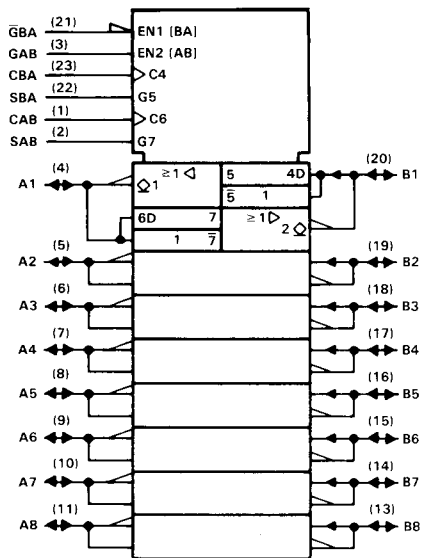 G̅BA (21) EN1 [BA]
GAB (3) EN2 [AB]
CBA (23) C4
SBA (22) G5
CAB (1) C6
SAB (2) G7
A1 (4) ≥1 ◁ 5 4D (20) B1
1 5̅ 1
6D 7 ≥1 ▷
1 7̅ 2
A2 (5) (19) B2
A3 (6) (18) B3
A4 (7) (17) B4
A5 (8) (16) B5
A6 (9) (15) B6
A7 (10) (14) B7
A8 (11) (13) B8